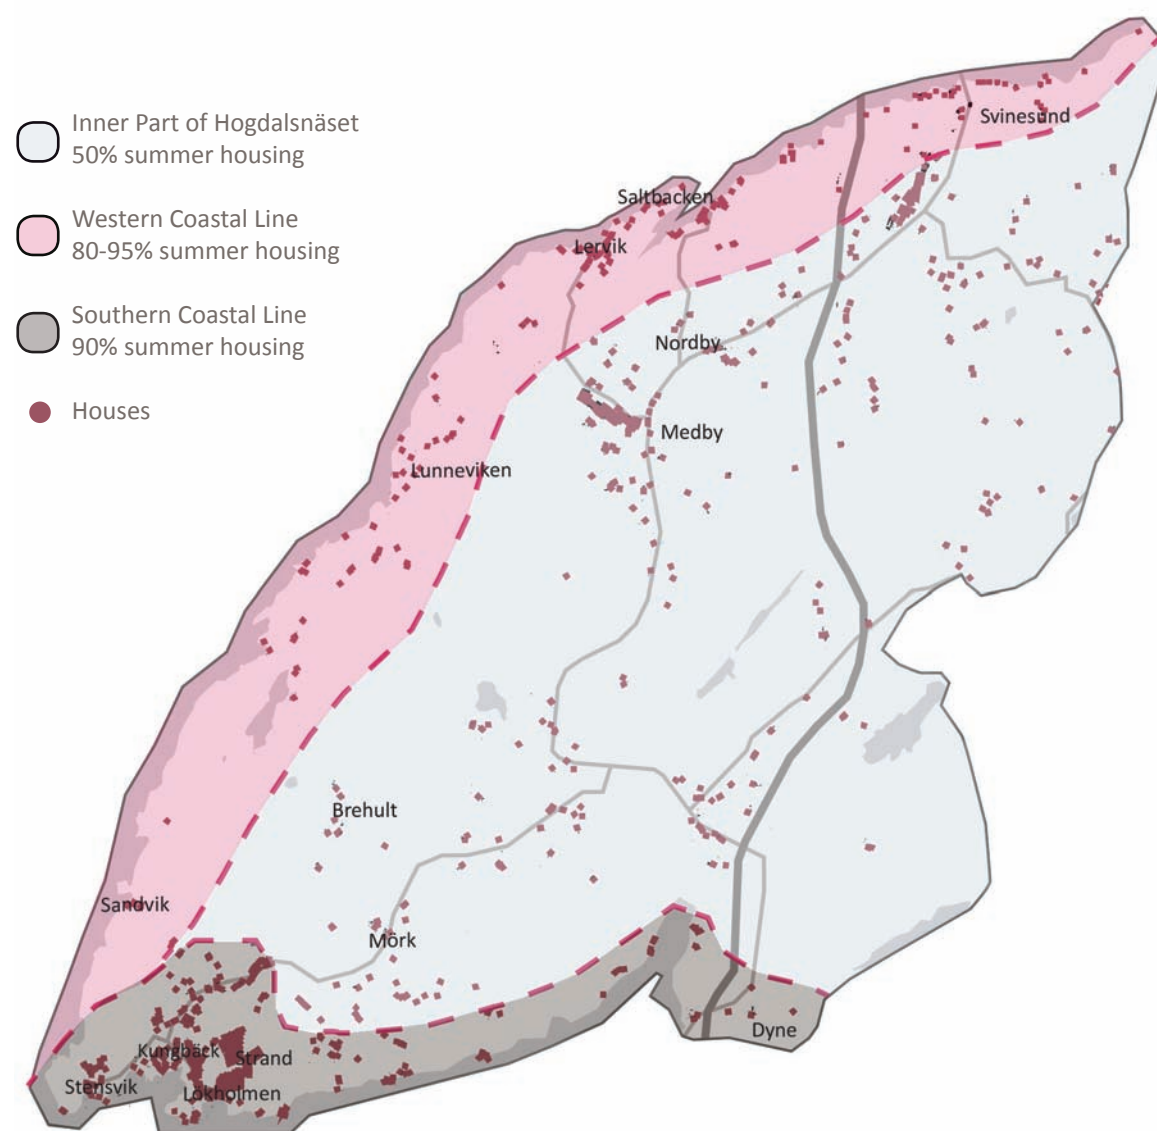 Inner Part of Hogdalsnäset
50% summer housing
Western Coastal Line
80-95% summer housing
Southern Coastal Line
90% summer housing
Houses
Svinesund
Saltbacken
Lervik
Nordby
Medby
Lunneviken
Brehult
Sandvik
Mörk
Dyne
Kungbäck
Strand
Stensvik
Lökholmen